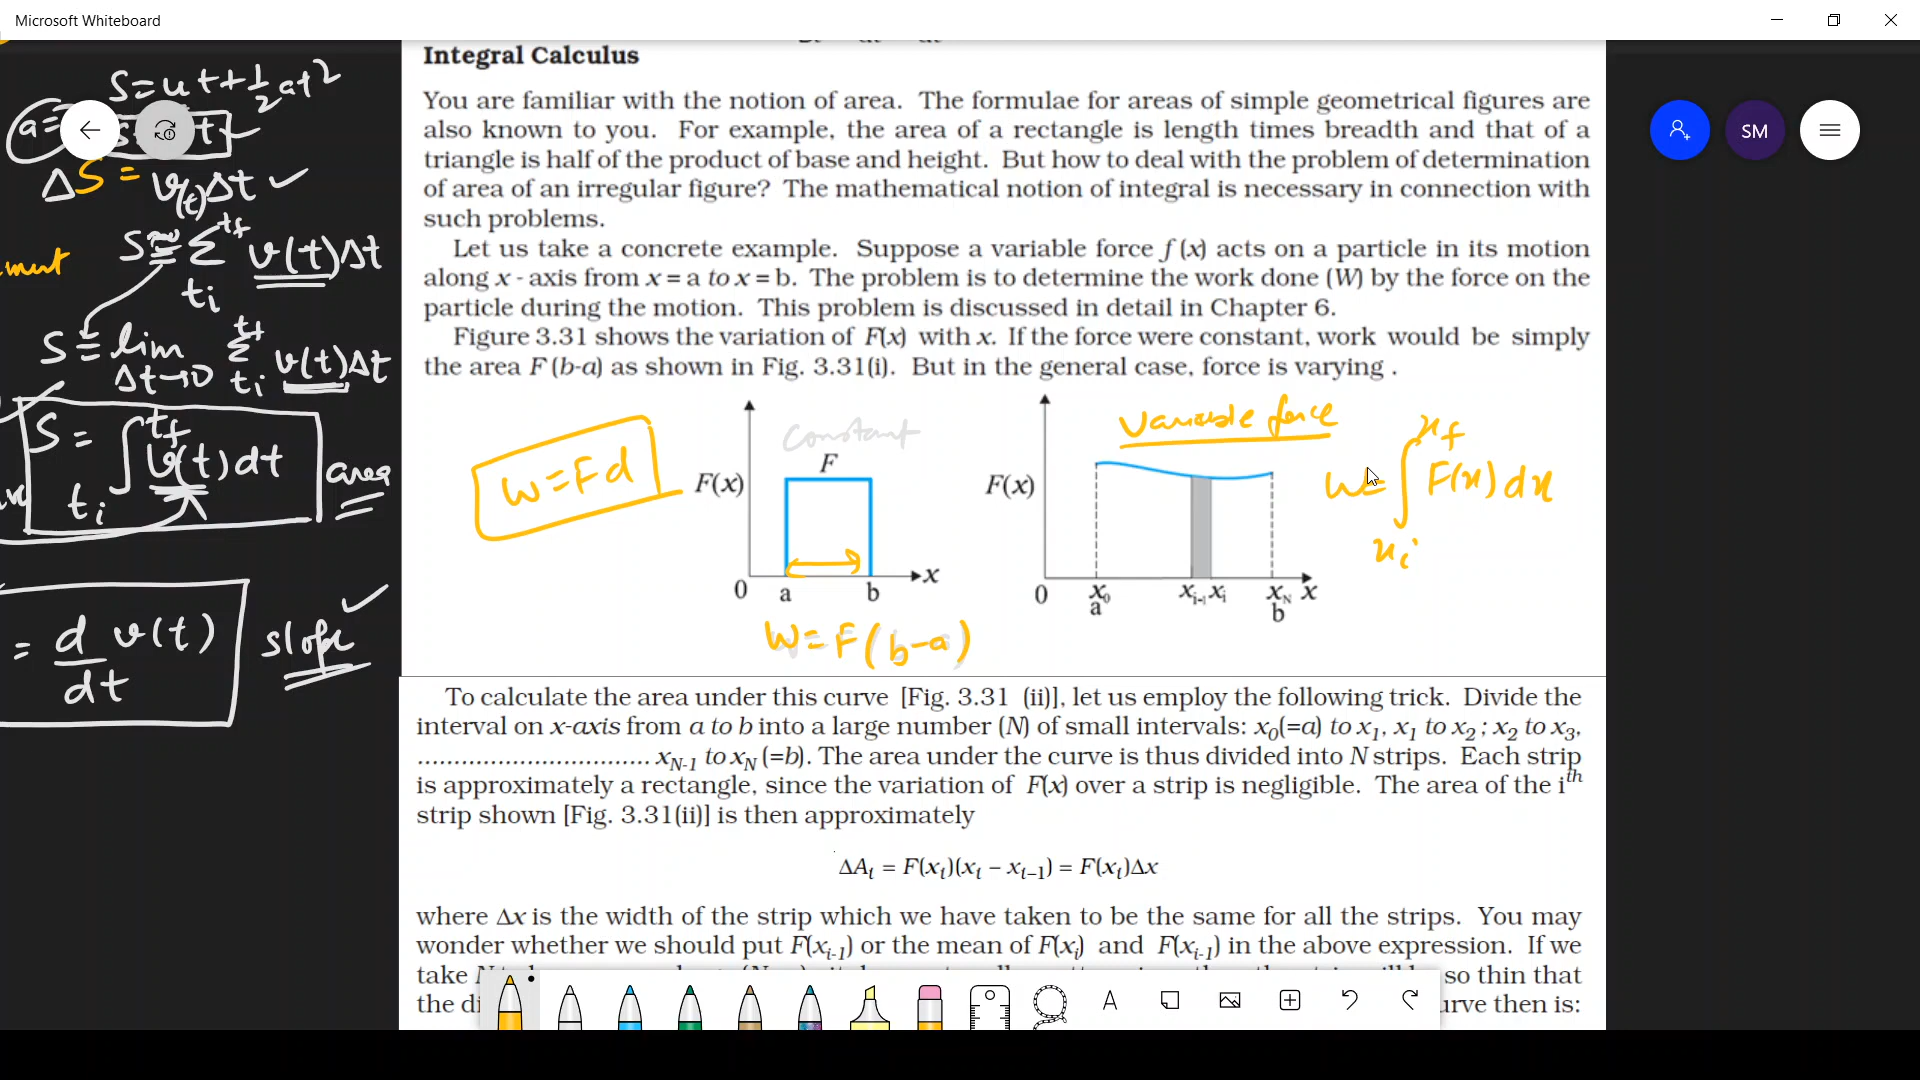 Microsoft Whiteboard
S = ut + 1/2 at²
a =
t
ΔS = v(t) Δt ✓
S ≅ Σ v(t) Δt
tf
ti
S = lim Δt→0 Σ v(t) Δt
tf
ti
S = ∫ v(t) dt
tf
ti
area
= d/dt v(t)
slope ✓
SM
Integral Calculus
You are familiar with the notion of area. The formulae for areas of simple geometrical figures are
also known to you. For example, the area of a rectangle is length times breadth and that of a
triangle is half of the product of base and height. But how to deal with the problem of determination
of area of an irregular figure? The mathematical notion of integral is necessary in connection with
such problems.
Let us take a concrete example. Suppose a variable force f (x) acts on a particle in its motion
along x - axis from x = a to x = b. The problem is to determine the work done (W) by the force on the
particle during the motion. This problem is discussed in detail in Chapter 6.
Figure 3.31 shows the variation of F(x) with x. If the force were constant, work would be simply
the area F (b-a) as shown in Fig. 3.31(i). But in the general case, force is varying .
W = Fd
Constant
F
F(x)
0 a b x
W = F(b-a)
Variable force
F(x)
0 x₀ xᵢ₋₁ xᵢ x_N x
a b
W = ∫ F(x) dx
xf
xi
To calculate the area under this curve [Fig. 3.31 (ii)], let us employ the following trick. Divide the
interval on x-axis from a to b into a large number (N) of small intervals: x₀(=a) to x₁, x₁ to x₂ ; x₂ to x₃,
............................... x_N-1 to x_N (=b). The area under the curve is thus divided into N strips. Each strip
is approximately a rectangle, since the variation of F(x) over a strip is negligible. The area of the iᵗʰ
strip shown [Fig. 3.31(ii)] is then approximately
ΔAᵢ = F(xᵢ)(xᵢ – xᵢ₋₁) = F(xᵢ)Δx
where Δx is the width of the strip which we have taken to be the same for all the strips. You may
wonder whether we should put F(xᵢ₋₁) or the mean of F(xᵢ) and F(xᵢ₋₁) in the above expression. If we
take so thin that
the urve then is: